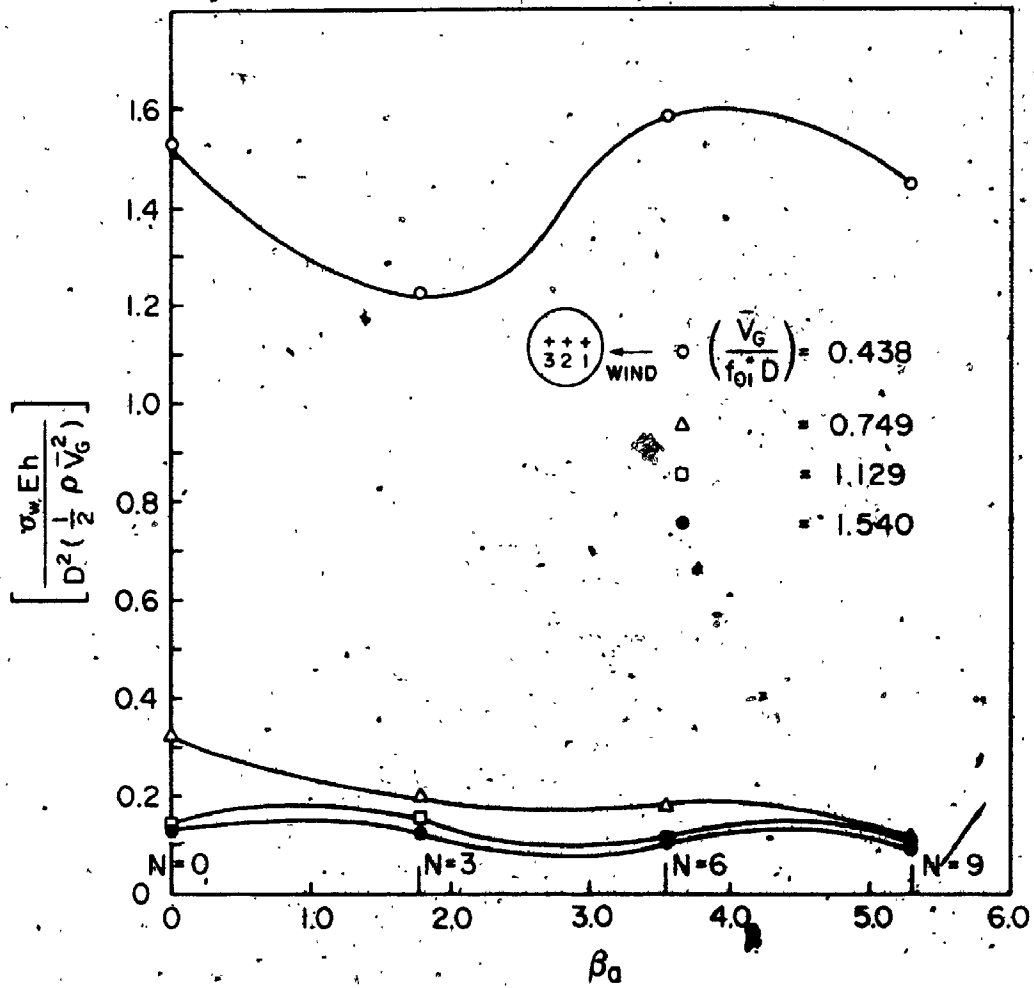 1.6
1.4
1.2
1.0
0.8
0.6
0.4
0.2
0
[σw Eh / D²(½ ρ V̄G²)]
+ + +
3 2 1
WIND
○ (V̄G / f01* D) = 0.438
△ = 0.749
□ = 1.129
● = 1.540
N=0 N=3 N=6 N=9
0 1.0 2.0 3.0 4.0 5.0 6.0
βa